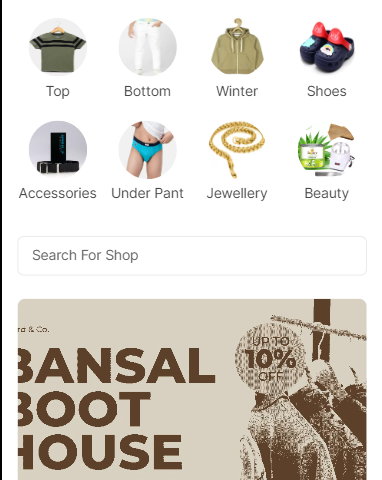 Top
Bottom
Winter
Shoes
Accessories
Under Pant
Jewellery
Beauty
Search For Shop
ra & Co.
BANSAL
BOOT
HOUSE
UP TO
10%
OFF